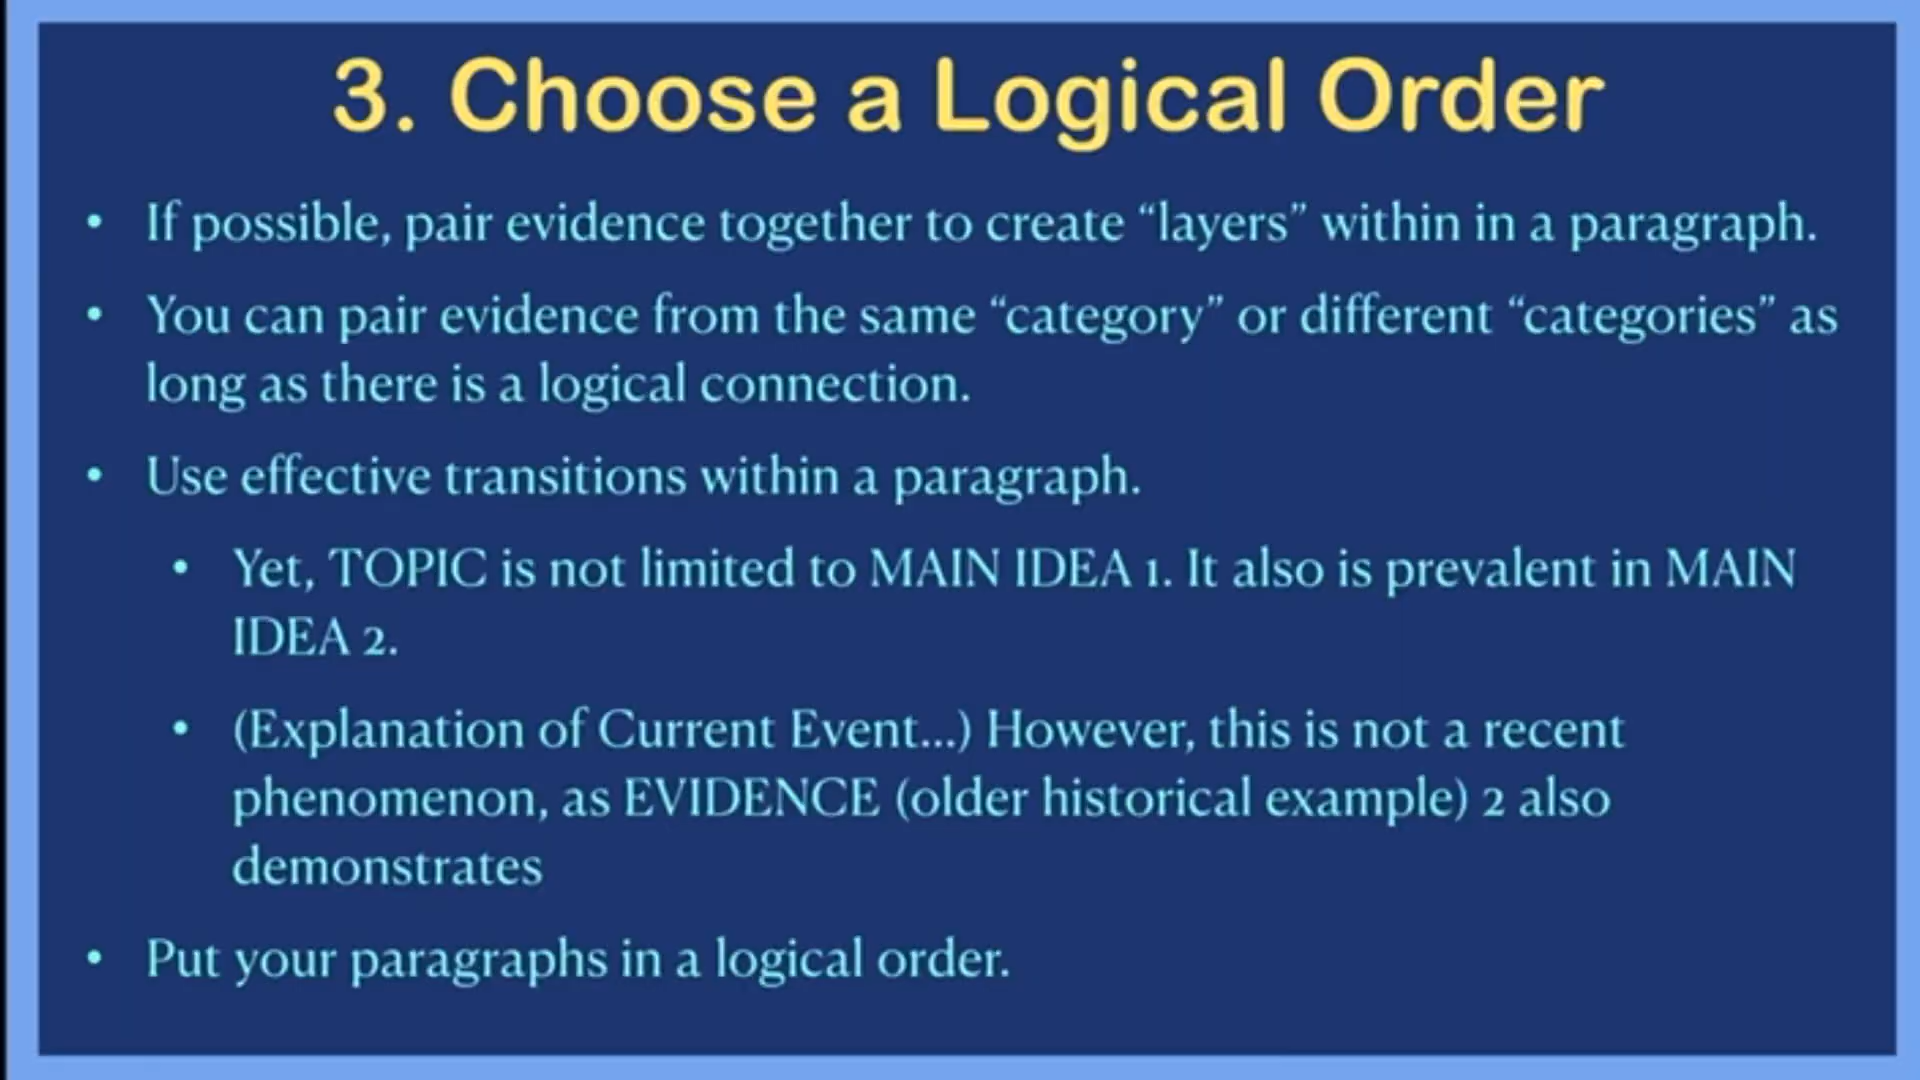 3. Choose a Logical Order
• If possible, pair evidence together to create “layers” within in a paragraph.
• You can pair evidence from the same “category” or different “categories” as
long as there is a logical connection.
• Use effective transitions within a paragraph.
• Yet, TOPIC is not limited to MAIN IDEA 1. It also is prevalent in MAIN
IDEA 2.
• (Explanation of Current Event...) However, this is not a recent
phenomenon, as EVIDENCE (older historical example) 2 also
demonstrates
• Put your paragraphs in a logical order.